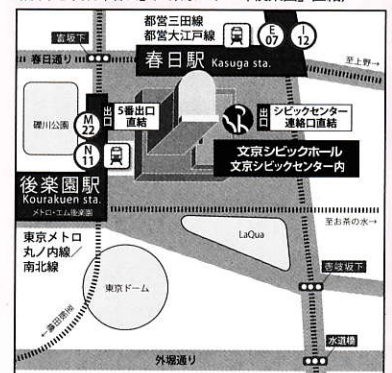 都営三田線
都営大江戸線
E
07
I
12
富坂下
春日通り
春日駅 Kasuga sta.
至上野→
礫川公園
M
22
N
11
出口
5番出口
直結
出口
シビックセンター
連絡口直結
文京シビックホール
文京シビックセンター内
後楽園駅
Kourakuen sta.
メトロ・エム後楽園
東京メトロ
丸ノ内線/
南北線
至お茶の水→
LaQua
壱岐坂下
東京ドーム
水道橋
外堀通り